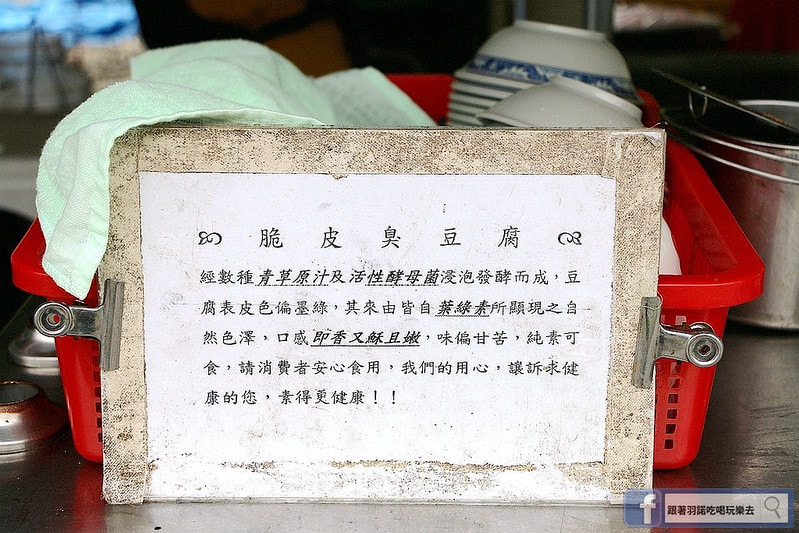 脆皮臭豆腐
經數種青草原汁及活性酵母菌浸泡發酵而成，豆
腐表皮色偏墨綠，其來由皆自葉綠素所顯現之自
然色澤，口感即香又酥且嫩，味偏甘苦，純素可
食，請消費者安心食用，我們的用心，讓訴求健
康的您，素得更健康！！
f 跟著羽諾吃喝玩樂去